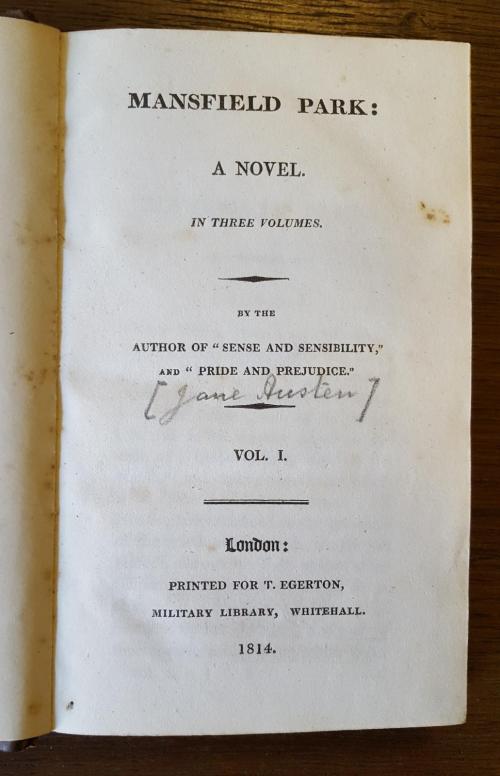 MANSFIELD PARK:
A NOVEL.
IN THREE VOLUMES.
BY THE
AUTHOR OF “ SENSE AND SENSIBILITY,”
AND “ PRIDE AND PREJUDICE.”
[Jane Austen]
VOL. I.
London:
PRINTED FOR T. EGERTON,
MILITARY LIBRARY, WHITEHALL.
1814.